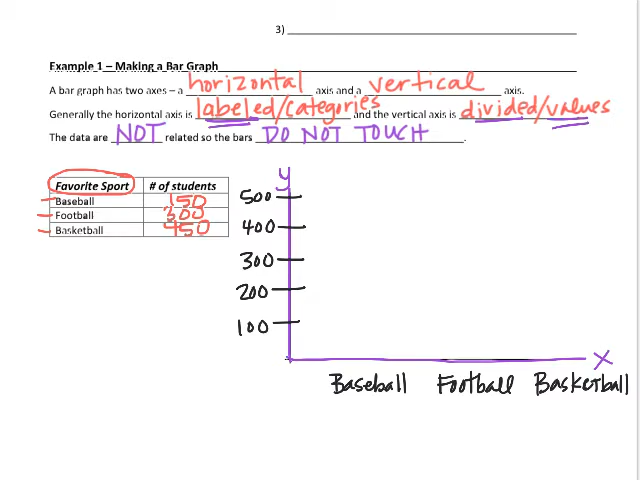 3)
Example 1 – Making a Bar Graph
A bar graph has two axes – a horizontal axis and a vertical axis.
Generally the horizontal axis is labeled/categories and the vertical axis is divided/values
The data are NOT related so the bars DO NOT TOUCH.
Favorite Sport # of students
Baseball 150
Football 300
Basketball 450
y
500
400
300
200
100
X
Baseball Football Basketball